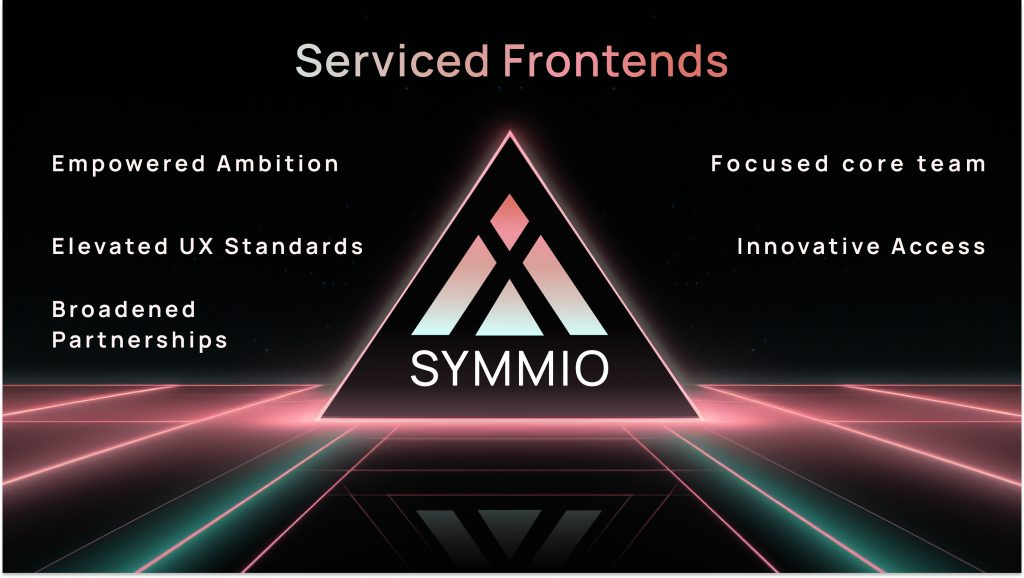 Serviced Frontends
Empowered Ambition
Focused core team
Elevated UX Standards
Innovative Access
Broadened
Partnerships
SYMMIO